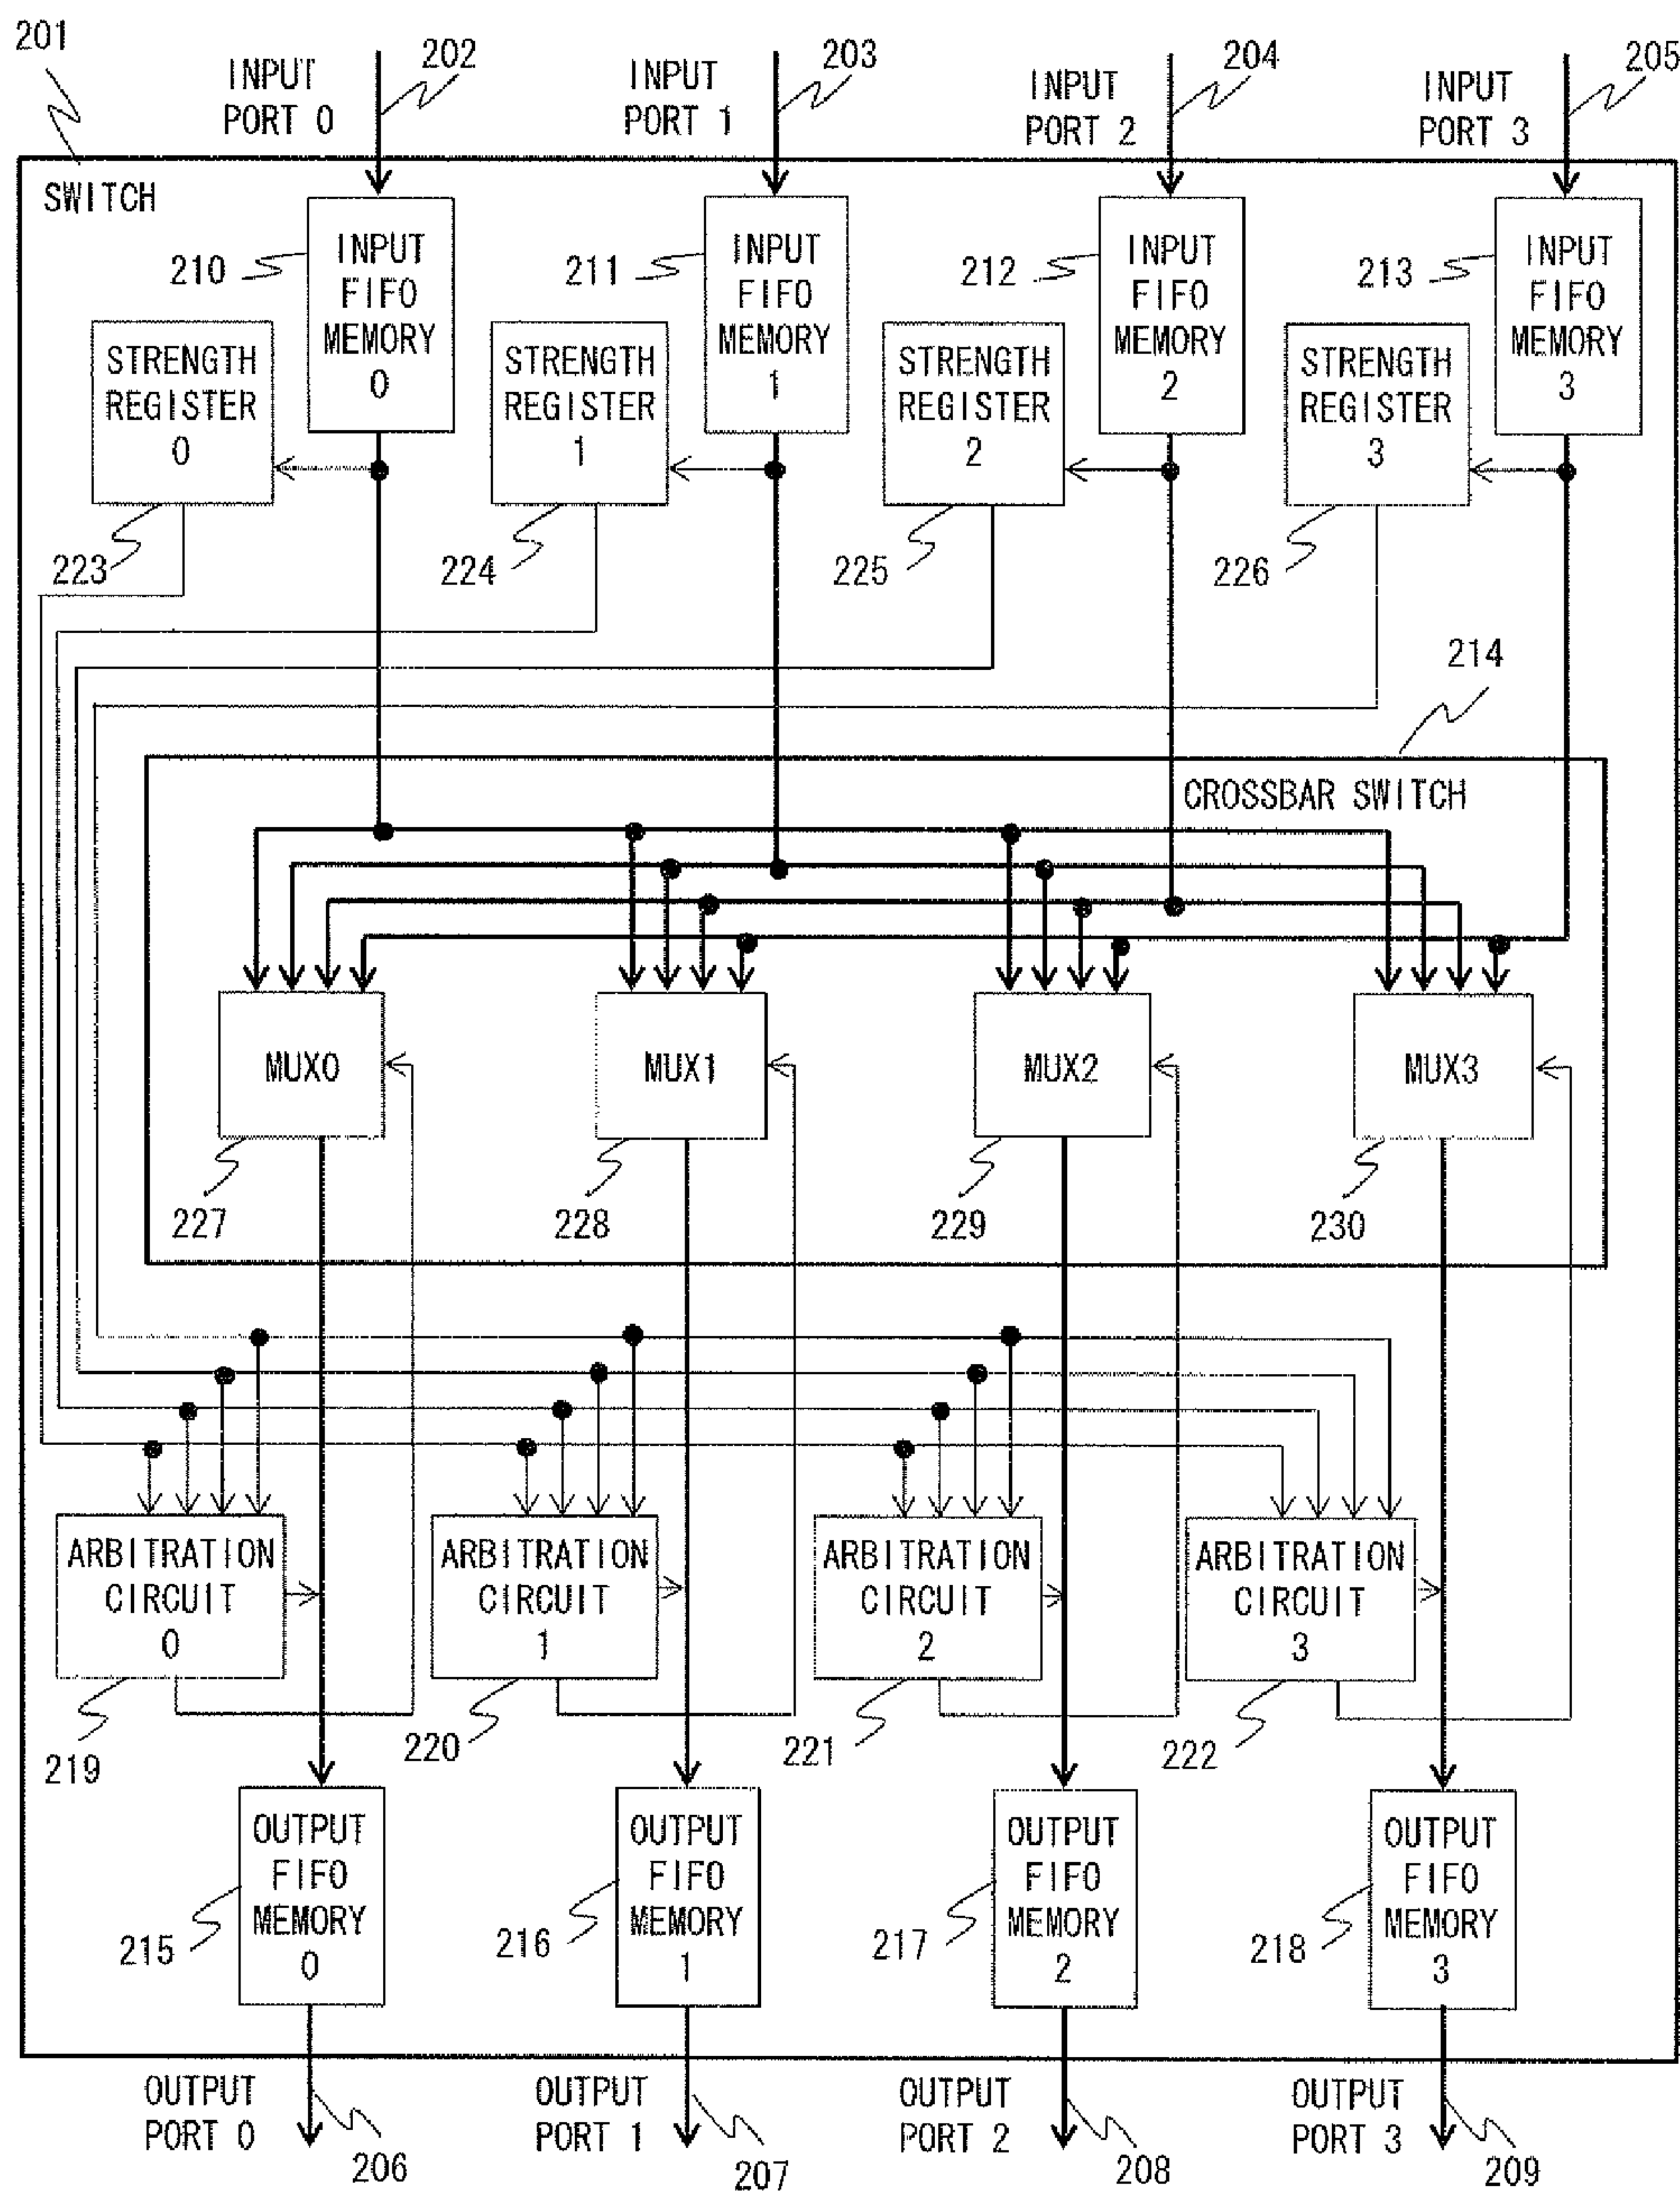 201
INPUT
PORT 0
202
INPUT
PORT 1
203
INPUT
PORT 2
204
INPUT
PORT 3
205
SWITCH
210
INPUT
FIFO
MEMORY
0
211
INPUT
FIFO
MEMORY
1
212
INPUT
FIFO
MEMORY
2
213
INPUT
FIFO
MEMORY
3
STRENGTH
REGISTER
0
STRENGTH
REGISTER
1
STRENGTH
REGISTER
2
STRENGTH
REGISTER
3
223
224
225
226
214
CROSSBAR SWITCH
MUX0
MUX1
MUX2
MUX3
227
228
229
230
ARBITRATION
CIRCUIT
0
ARBITRATION
CIRCUIT
1
ARBITRATION
CIRCUIT
2
ARBITRATION
CIRCUIT
3
219
220
221
222
OUTPUT
FIFO
MEMORY
0
OUTPUT
FIFO
MEMORY
1
OUTPUT
FIFO
MEMORY
2
OUTPUT
FIFO
MEMORY
3
215
216
217
218
OUTPUT
PORT 0
206
OUTPUT
PORT 1
207
OUTPUT
PORT 2
208
OUTPUT
PORT 3
209